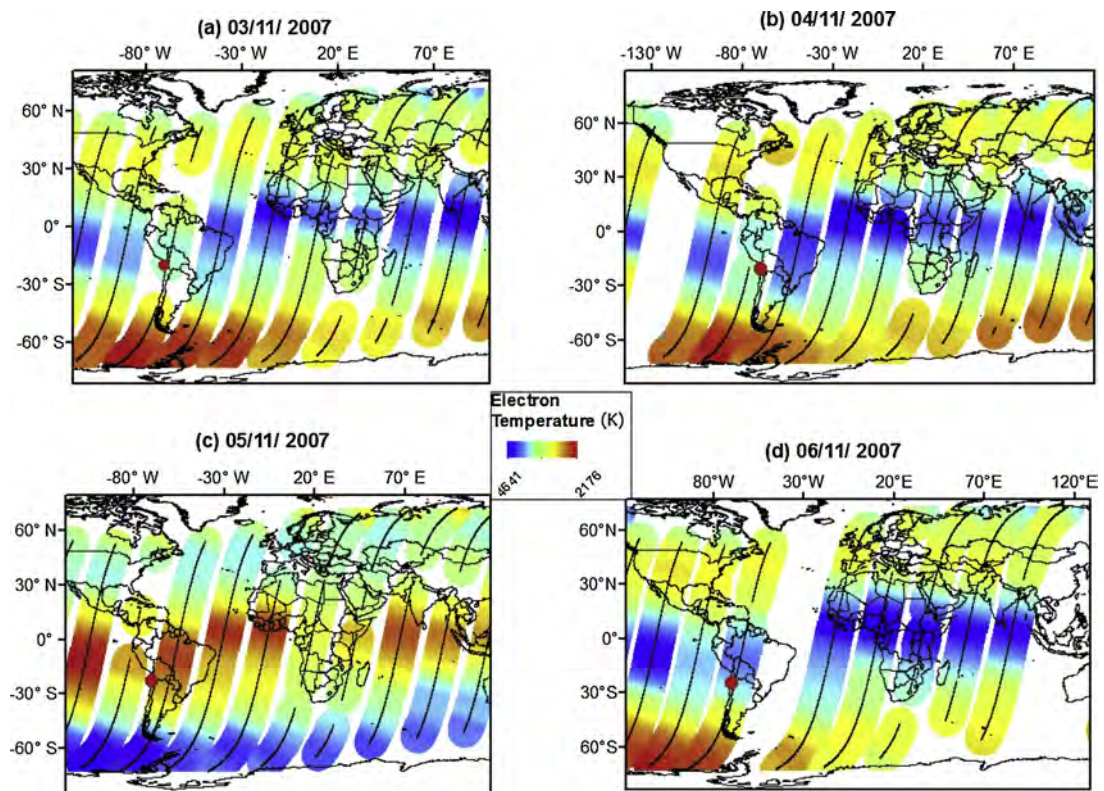 (a) 03/11/ 2007
-80° W -30° W 20 E 70 E
60° N
30° N
0°
-30° S
-60° S
(b) 04/11/ 2007
-130° W -80° W -30 W 20 E 70 E
60° N
30° N
0°
-30° S
-60° S
Electron
Temperature (K)
4641
2176
(c) 05/11/ 2007
-80 W -30 W 20 E 70 E
60° N
30° N
0°
-30° S
-60° S
(d) 06/11/ 2007
80°W 30° W 20° E 70° E 120° E
60° N
30° N
0°
30° S
60° S